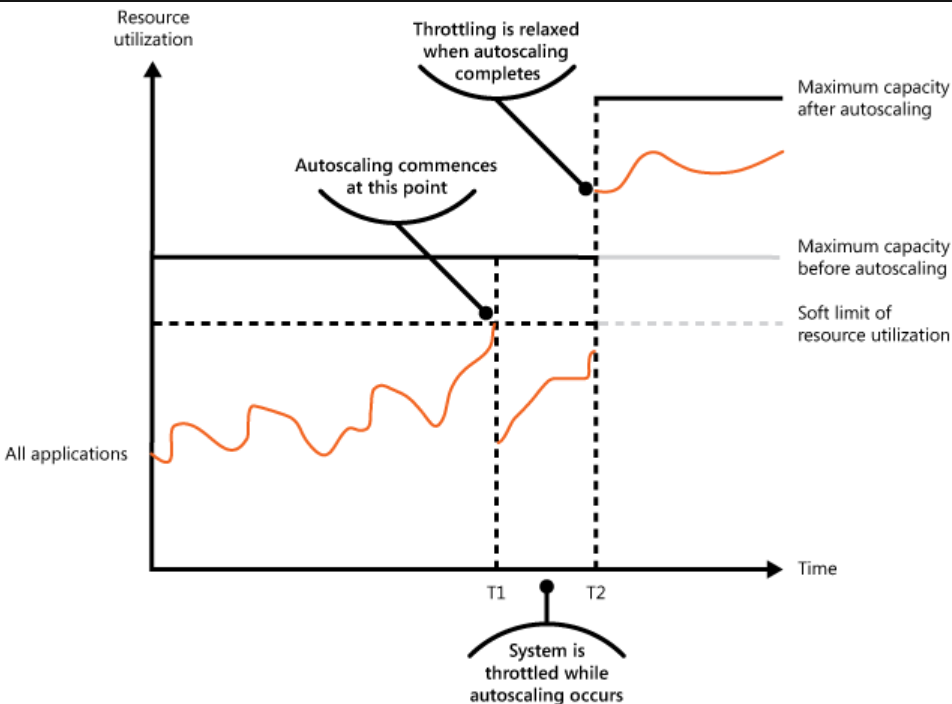 Resource
utilization
Throttling is relaxed
when autoscaling
completes
Maximum capacity
after autoscaling
Autoscaling commences
at this point
Maximum capacity
before autoscaling
Soft limit of
resource utilization
All applications
Time
T1
T2
System is
throttled while
autoscaling occurs